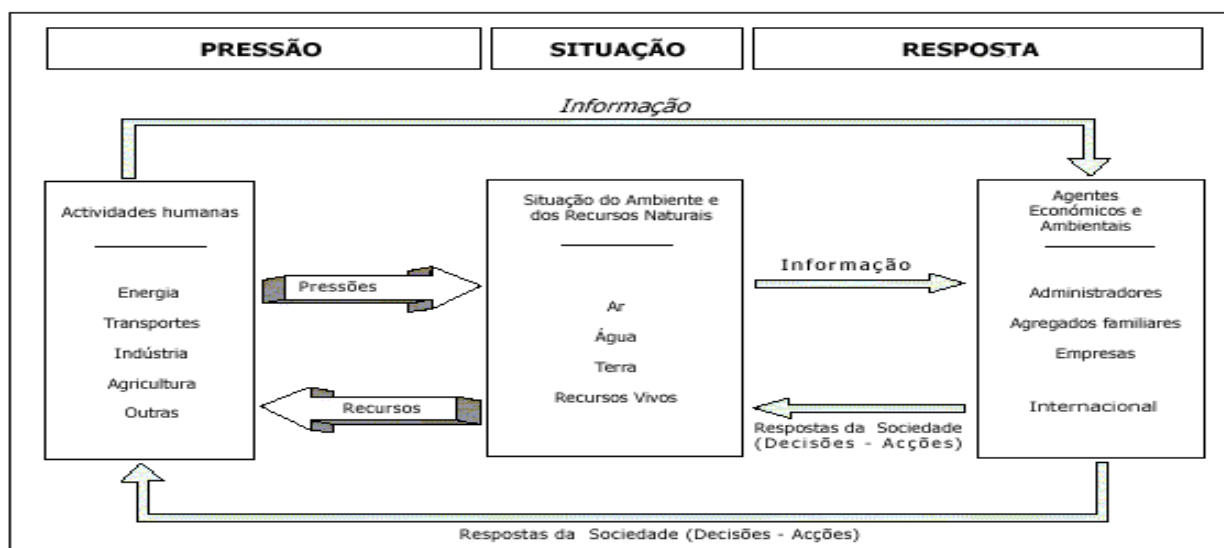 PRESSÃO
SITUAÇÃO
RESPOSTA
Informação
Actividades humanas
Energia
Transportes
Indústria
Agricultura
Outras
Pressões
Recursos
Situação do Ambiente e
dos Recursos Naturais
Ar
Água
Terra
Recursos Vivos
Informação
Respostas da Sociedade
(Decisões - Acções)
Agentes
Económicos e
Ambientais
Administradores
Agregados familiares
Empresas
Internacional
Respostas da Sociedade (Decisões - Acções)